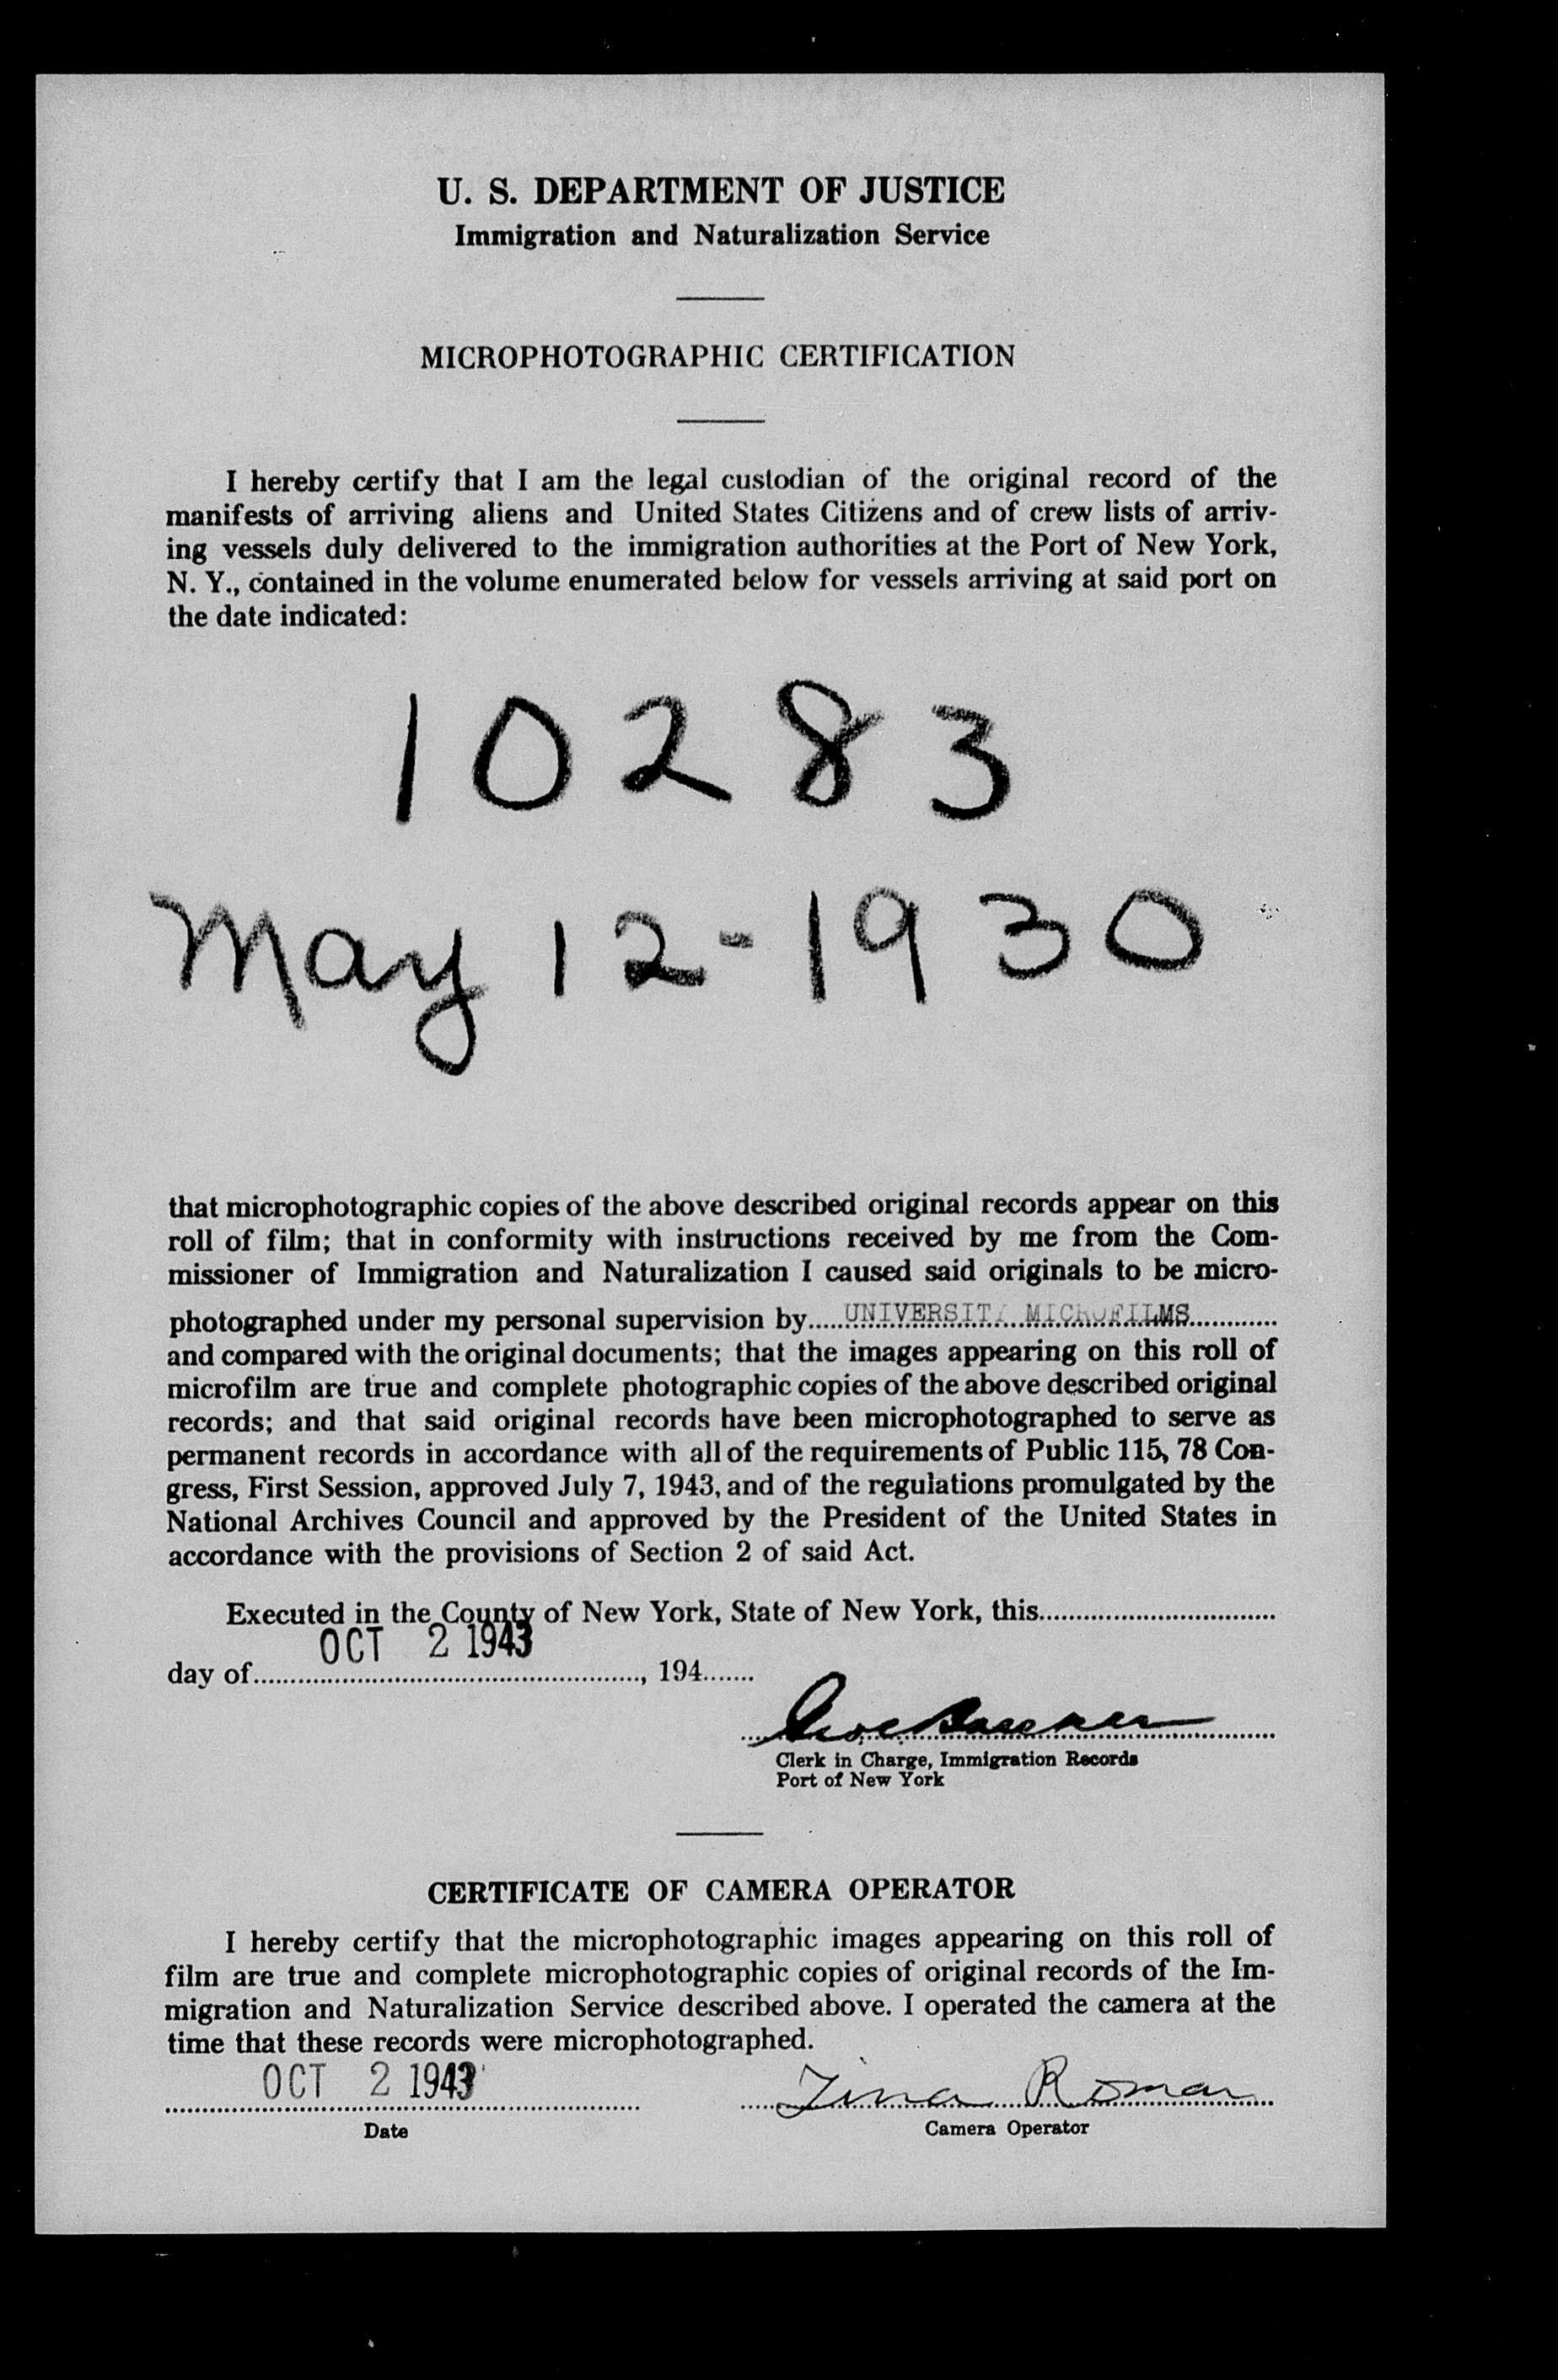 U. S. DEPARTMENT OF JUSTICE
Immigration and Naturalization Service
MICROPHOTOGRAPHIC CERTIFICATION
I hereby certify that I am the legal custodian of the original record of the
manifests of arriving aliens and United States Citizens and of crew lists of arriv-
ing vessels duly delivered to the immigration authorities at the Port of New York,
N. Y., contained in the volume enumerated below for vessels arriving at said port on
the date indicated:
10283
May 12-1930
that microphotographic copies of the above described original records appear on this
roll of film; that in conformity with instructions received by me from the Com-
missioner of Immigration and Naturalization I caused said originals to be micro-
photographed under my personal supervision by.....UNIVERSITY MICROFILMS............
and compared with the original documents; that the images appearing on this roll of
microfilm are true and complete photographic copies of the above described original
records; and that said original records have been microphotographed to serve as
permanent records in accordance with all of the requirements of Public 115, 78 Con-
gress, First Session, approved July 7, 1943, and of the regulations promulgated by the
National Archives Council and approved by the President of the United States in
accordance with the provisions of Section 2 of said Act.
Executed in the County of New York, State of New York, this................................
OCT 2 1943
day of...................................................., 194.......
Clerk in Charge, Immigration Records
Port of New York
CERTIFICATE OF CAMERA OPERATOR
I hereby certify that the microphotographic images appearing on this roll of
film are true and complete microphotographic copies of original records of the Im-
migration and Naturalization Service described above. I operated the camera at the
time that these records were microphotographed.
OCT 2 1943 Tina Roman
Date Camera Operator